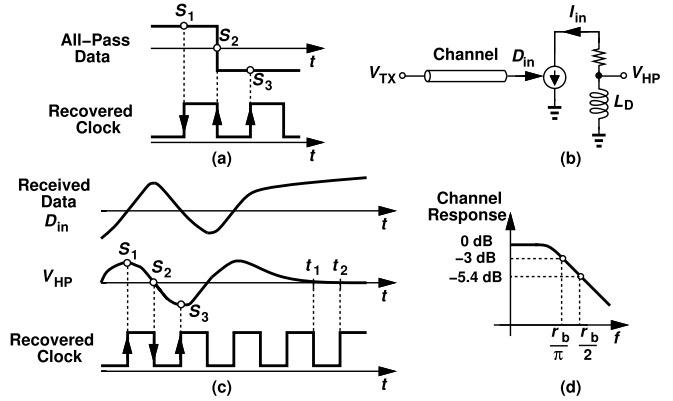 S1
All–Pass
Data
S2
t
S3
Recovered
Clock
t
(a)
Iin
Channel
Din
VTX
VHP
LD
(b)
Received
Data
Din
t
S1
S2
t1
t2
VHP
S3
t
Recovered
Clock
t
(c)
Channel
Response
0 dB
–3 dB
–5.4 dB
rb
π
rb
2
f
(d)